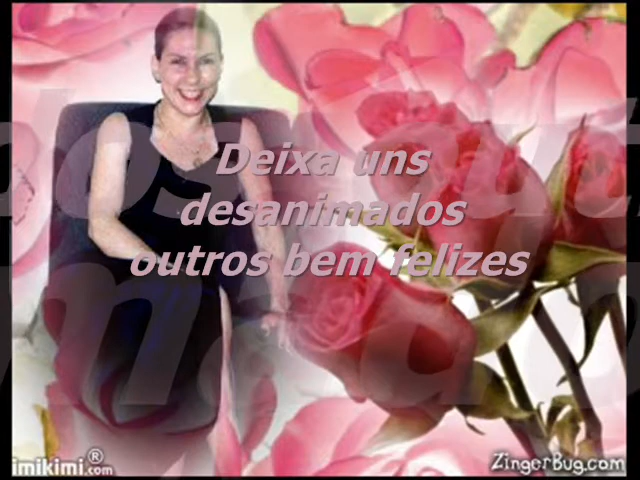 Deixa uns
desanimados
outros bem felizes
imikimi.com®
ZingerBug.com